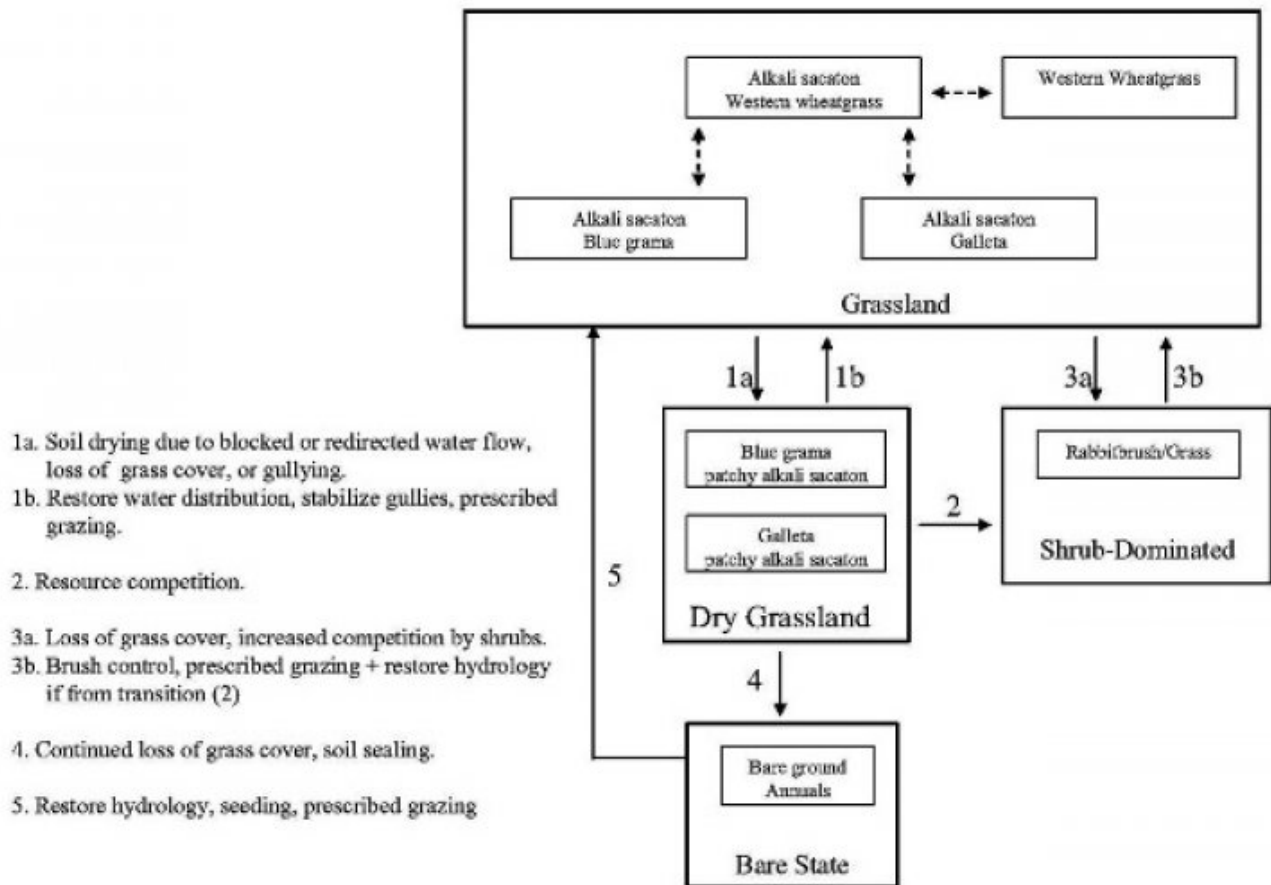 Alkali sacaton
Western wheatgrass
Western Wheatgrass
Alkali sacaton
Blue grama
Alkali sacaton
Galleta
Grassland
1a
1b
3a
3b
1a. Soil drying due to blocked or redirected water flow,
loss of grass cover, or gullying.
1b. Restore water distribution, stabilize gullies, prescribed
grazing.
2. Resource competition.
3a. Loss of grass cover, increased competition by shrubs.
3b. Brush control, prescribed grazing + restore hydrology
if from transition (2)
4. Continued loss of grass cover, soil sealing.
5. Restore hydrology, seeding, prescribed grazing
5
Blue grama
patchy alkali sacaton
Galleta
patchy alkali sacaton
Dry Grassland
2
Rabbitbrush/Grass
Shrub-Dominated
4
Bare ground
Annuals
Bare State